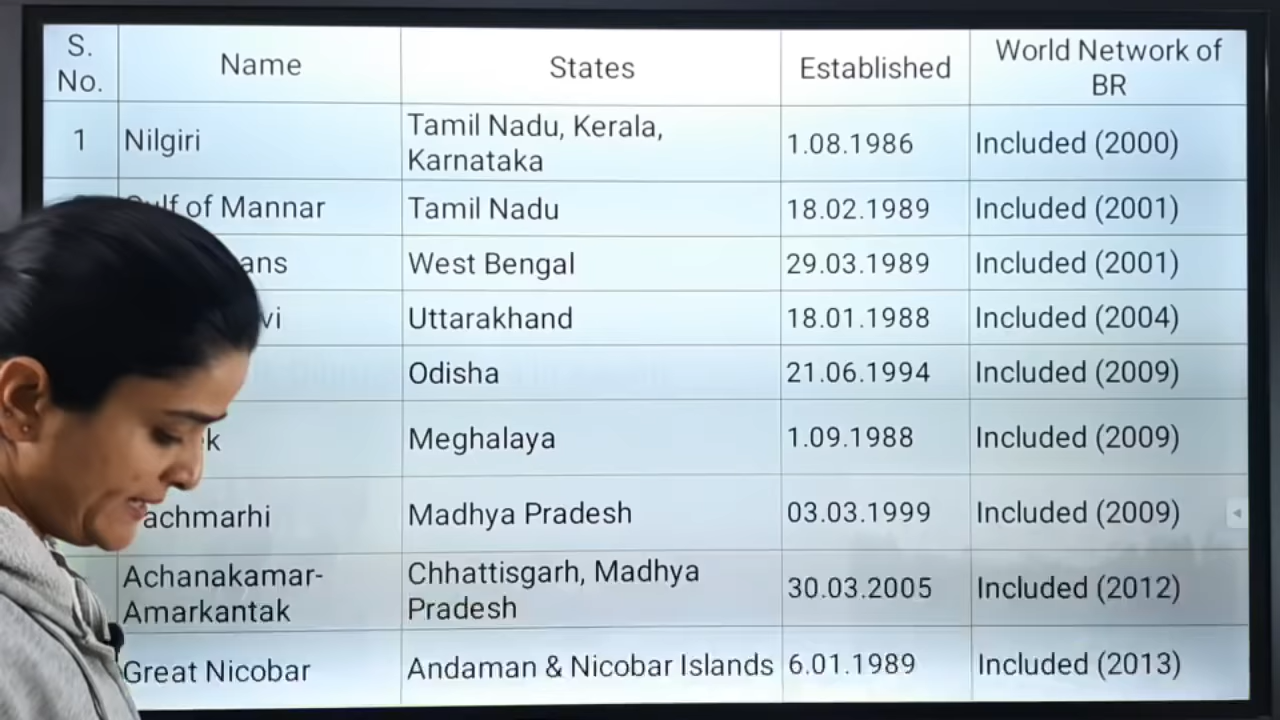 S. No. Name States Established World Network of BR
1 Nilgiri Tamil Nadu, Kerala, Karnataka 1.08.1986 Included (2000)
of Mannar Tamil Nadu 18.02.1989 Included (2001)
West Bengal 29.03.1989 Included (2001)
Uttarakhand 18.01.1988 Included (2004)
Odisha 21.06.1994 Included (2009)
Meghalaya 1.09.1988 Included (2009)
Madhya Pradesh 03.03.1999 Included (2009)
Achanakamar-Amarkantak Chhattisgarh, Madhya Pradesh 30.03.2005 Included (2012)
Great Nicobar Andaman & Nicobar Islands 6.01.1989 Included (2013)